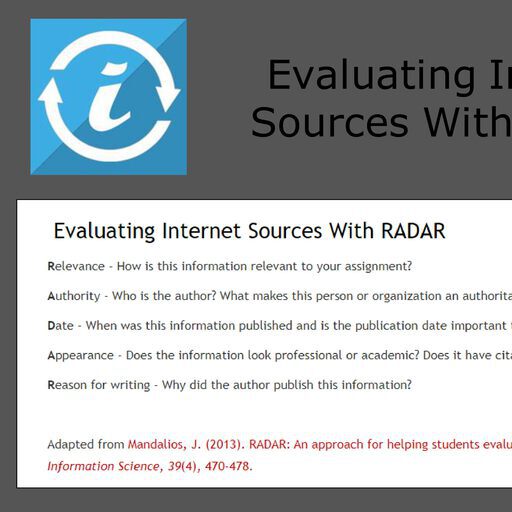 i
Evaluating
Sources With
Evaluating Internet Sources With RADAR
Relevance - How is this information relevant to your assignment?
Authority - Who is the author? What makes this person or organization an
Date - When was this information published and is the publication date important
Appearance - Does the information look professional or academic? Does it have
Reason for writing - Why did the author publish this information?
Adapted from Mandalios, J. (2013). RADAR: An approach for helping students
Information Science, 39(4), 470-478.